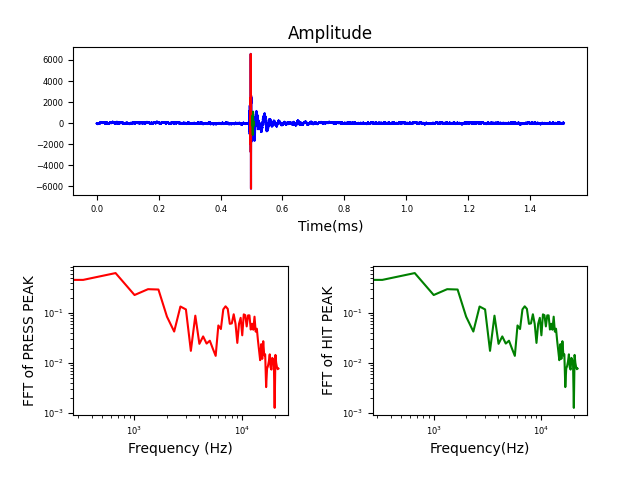 Amplitude
6000
4000
2000
0
−2000
−4000
−6000
0.0 0.2 0.4 0.6 0.8 1.0 1.2 1.4
Time(ms)
FFT of PRESS PEAK
10⁻¹
10⁻²
10⁻³
10³ 10⁴
Frequency (Hz)
FFT of HIT PEAK
10⁻¹
10⁻²
10⁻³
10³ 10⁴
Frequency(Hz)